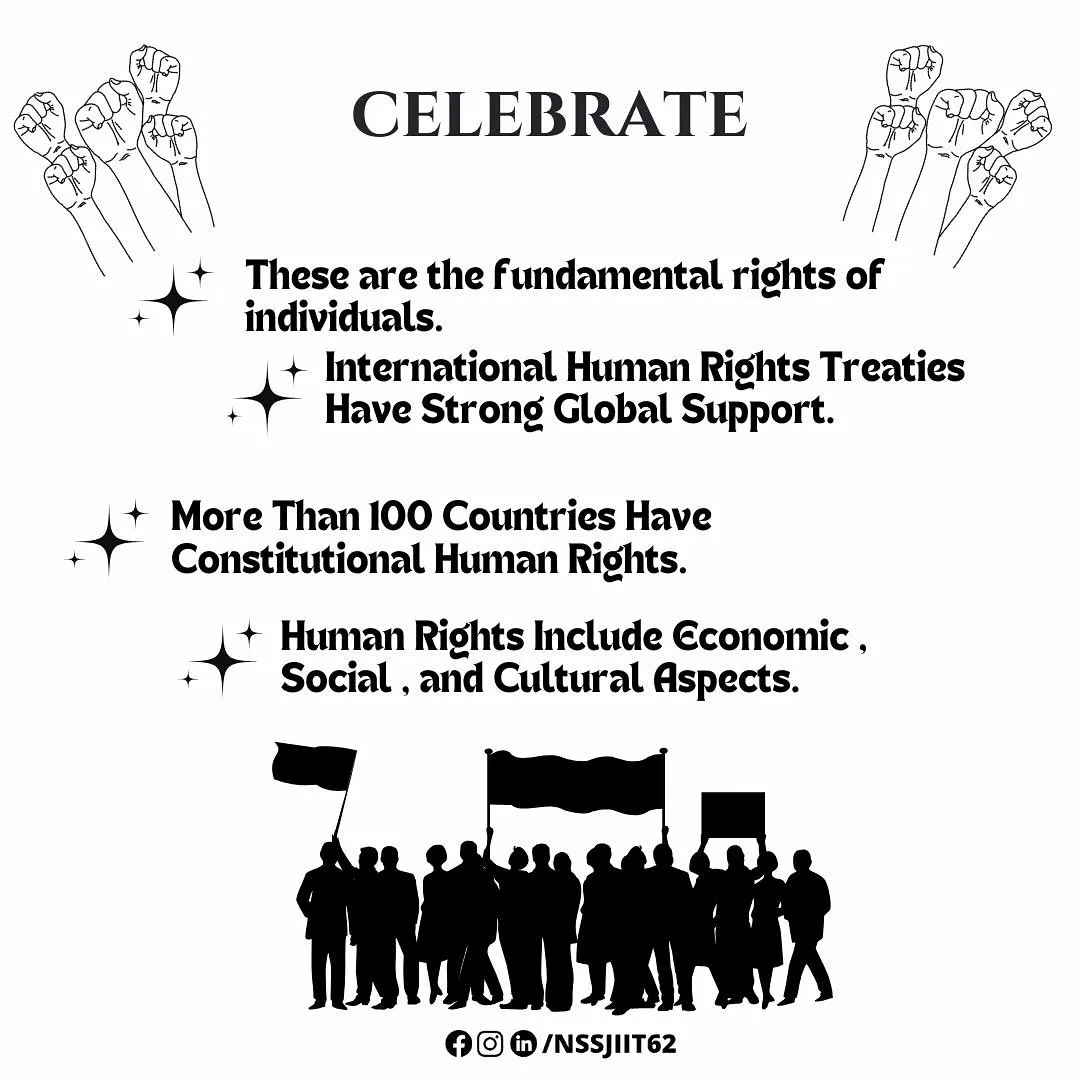 CELEBRATE
These are the fundamental rights of
individuals.
International Human Rights Treaties
Have Strong Global Support.
More Than 100 Countries Have
Constitutional Human Rights.
Human Rights Include Economic ,
Social , and Cultural Aspects.
/NSSJIIT62